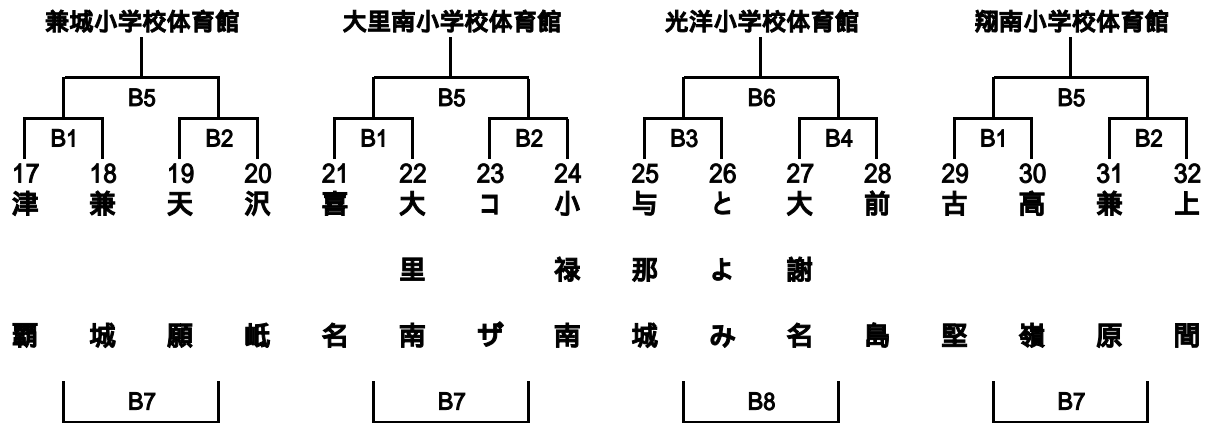 兼城小学校体育館 大里南小学校体育館 光洋小学校体育館 翔南小学校体育館
B5 B5 B6 B5
B1 B2 B1 B2 B3 B4 B1 B2
17 18 19 20 21 22 23 24 25 26 27 28 29 30 31 32
津覇
兼城
天願
沢岻
喜名
大里南
コザ
小禄南
与那城
とよみ
大謝名
前島
古堅
高嶺
兼原
上間
B7 B7 B8 B7